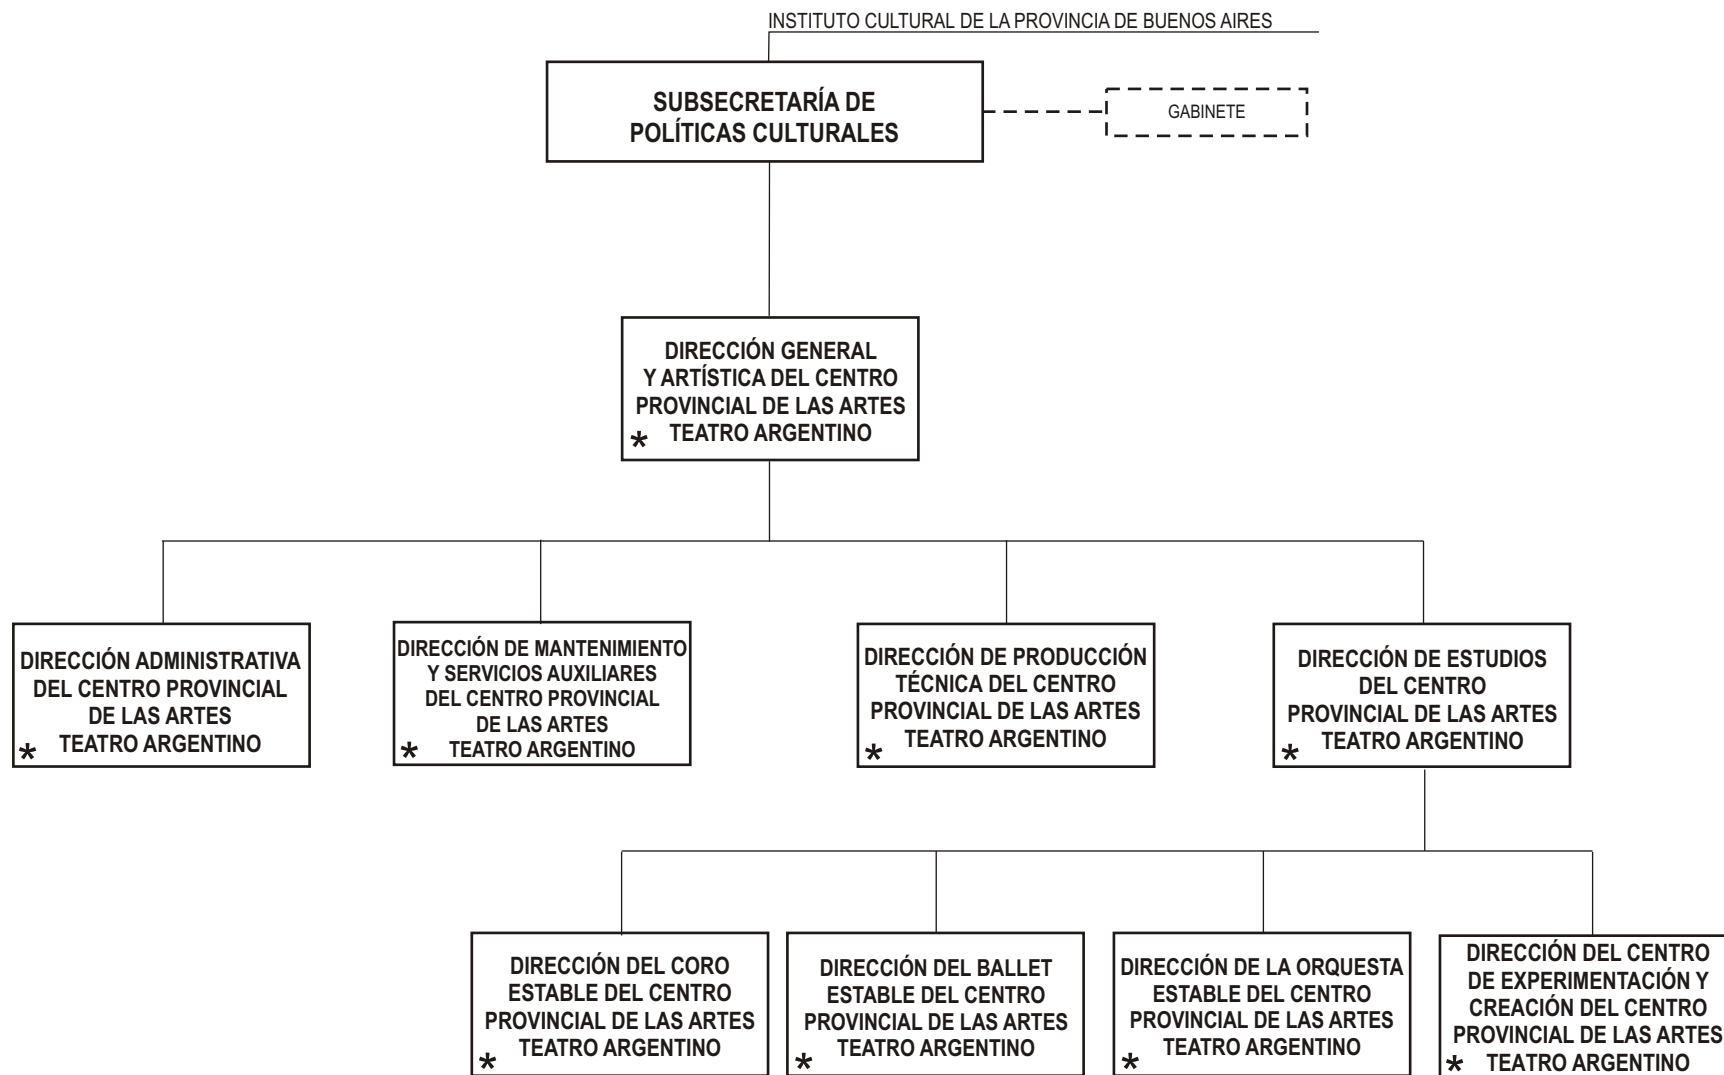 INSTITUTO CULTURAL DE LA PROVINCIA DE BUENOS AIRES
SUBSECRETARÍA DE
POLÍTICAS CULTURALES
GABINETE
DIRECCIÓN GENERAL
Y ARTÍSTICA DEL CENTRO
PROVINCIAL DE LAS ARTES
* TEATRO ARGENTINO
DIRECCIÓN ADMINISTRATIVA
DEL CENTRO PROVINCIAL
DE LAS ARTES
* TEATRO ARGENTINO
DIRECCIÓN DE MANTENIMIENTO
Y SERVICIOS AUXILIARES
DEL CENTRO PROVINCIAL
DE LAS ARTES
* TEATRO ARGENTINO
DIRECCIÓN DE PRODUCCIÓN
TÉCNICA DEL CENTRO
PROVINCIAL DE LAS ARTES
* TEATRO ARGENTINO
DIRECCIÓN DE ESTUDIOS
DEL CENTRO
PROVINCIAL DE LAS ARTES
* TEATRO ARGENTINO
DIRECCIÓN DEL CORO
ESTABLE DEL CENTRO
PROVINCIAL DE LAS ARTES
* TEATRO ARGENTINO
DIRECCIÓN DEL BALLET
ESTABLE DEL CENTRO
PROVINCIAL DE LAS ARTES
* TEATRO ARGENTINO
DIRECCIÓN DE LA ORQUESTA
ESTABLE DEL CENTRO
PROVINCIAL DE LAS ARTES
* TEATRO ARGENTINO
DIRECCIÓN DEL CENTRO
DE EXPERIMENTACIÓN Y
CREACIÓN DEL CENTRO
PROVINCIAL DE LAS ARTES
* TEATRO ARGENTINO